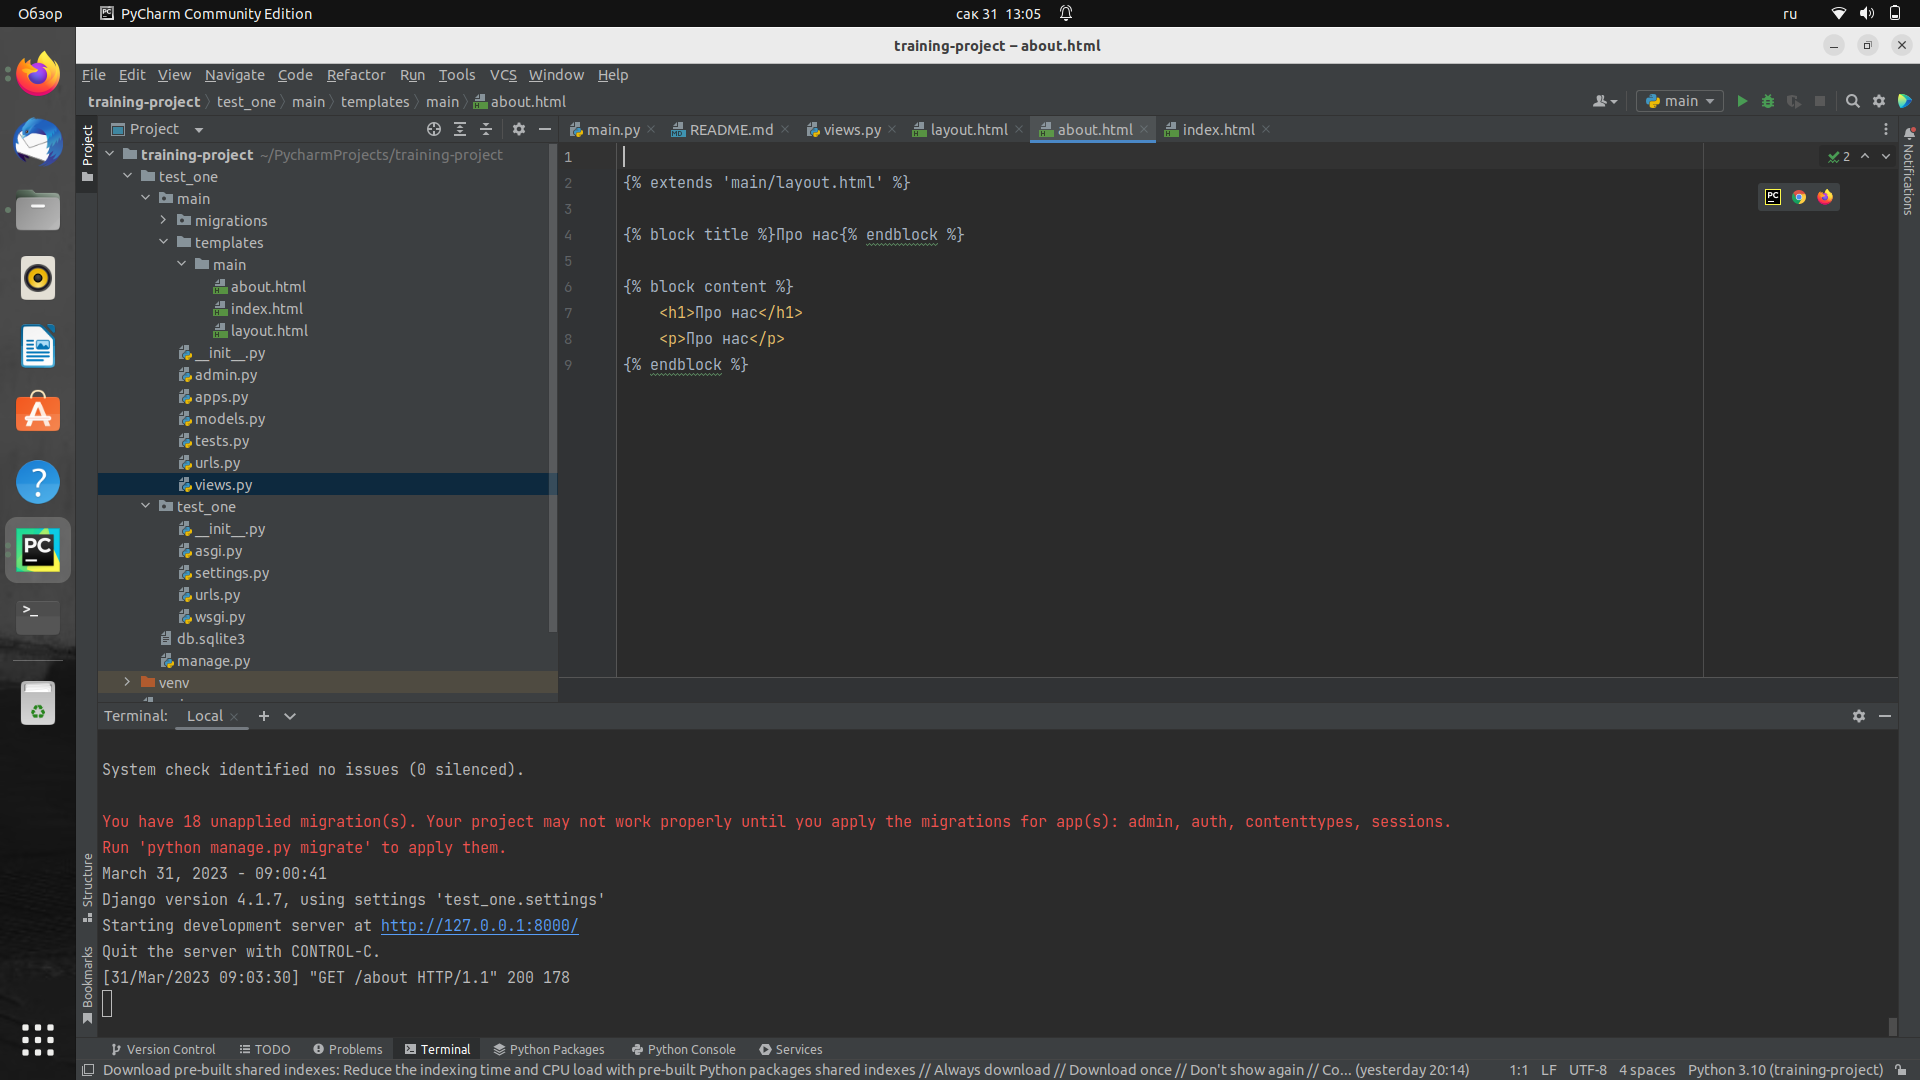 Обзор
PyCharm Community Edition
сак 31 13:05
ru
training-project – about.html
File Edit View Navigate Code Refactor Run Tools VCS Window Help
training-project test_one main templates main about.html
main
Project
Project
main.py
README.md
views.py
layout.html
about.html
index.html
Notifications
training-project ~/PycharmProjects/training-project
test_one
main
migrations
templates
main
about.html
index.html
layout.html
__init__.py
admin.py
apps.py
models.py
tests.py
urls.py
views.py
test_one
__init__.py
asgi.py
settings.py
urls.py
wsgi.py
db.sqlite3
manage.py
venv
1
2 {% extends 'main/layout.html' %}
3
4 {% block title %}Про нас{% endblock %}
5
6 {% block content %}
7 <h1>Про нас</h1>
8 <p>Про нас</p>
9 {% endblock %}
2
Terminal: Local
System check identified no issues (0 silenced).
You have 18 unapplied migration(s). Your project may not work properly until you apply the migrations for app(s): admin, auth, contenttypes, sessions.
Run 'python manage.py migrate' to apply them.
March 31, 2023 - 09:00:41
Django version 4.1.7, using settings 'test_one.settings'
Starting development server at http://127.0.0.1:8000/
Quit the server with CONTROL-C.
[31/Mar/2023 09:03:30] "GET /about HTTP/1.1" 200 178
Structure
Bookmarks
Version Control TODO Problems Terminal Python Packages Python Console Services
Download pre-built shared indexes: Reduce the indexing time and CPU load with pre-built Python packages shared indexes // Always download // Download once // Don't show again // Co... (yesterday 20:14)
1:1 LF UTF-8 4 spaces Python 3.10 (training-project)